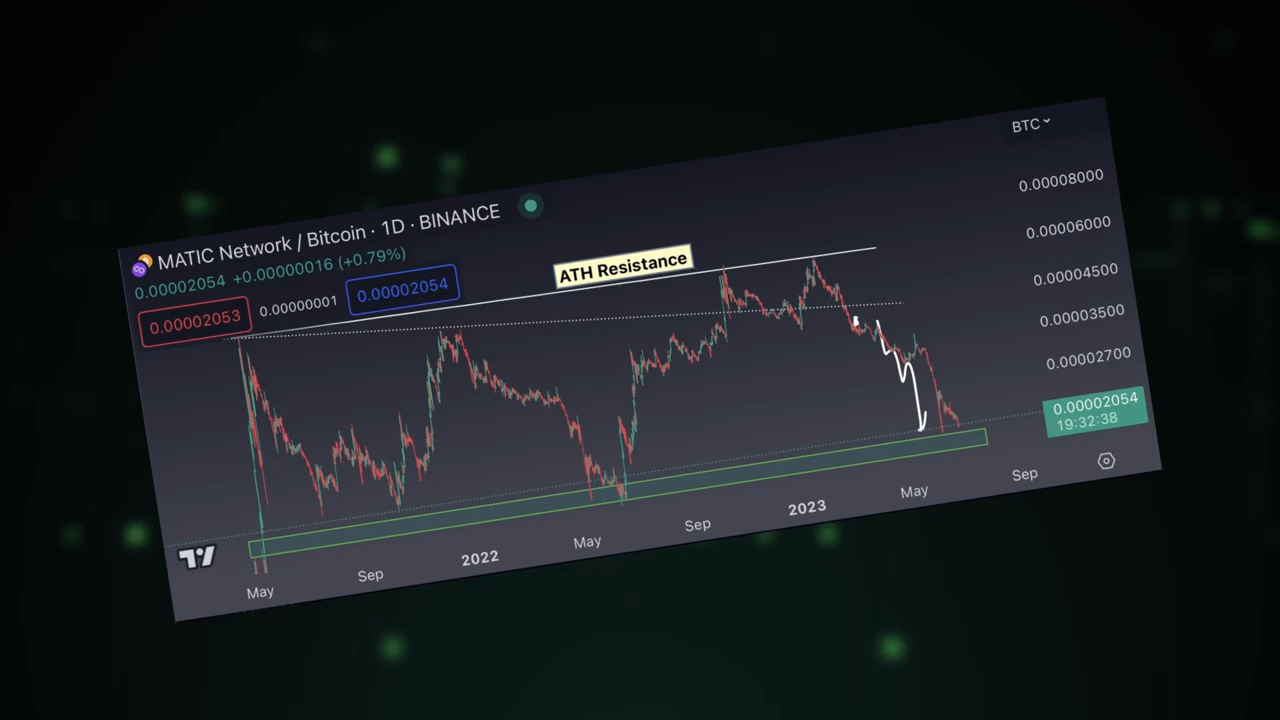 BTC
MATIC Network / Bitcoin · 1D · BINANCE
0.00002054 +0.00000016 (+0.79%)
0.00002053 0.00000001 0.00002054
ATH Resistance
0.00008000
0.00006000
0.00004500
0.00003500
0.00002700
0.00002054
19:32:38
May Sep 2022 May Sep 2023 May Sep